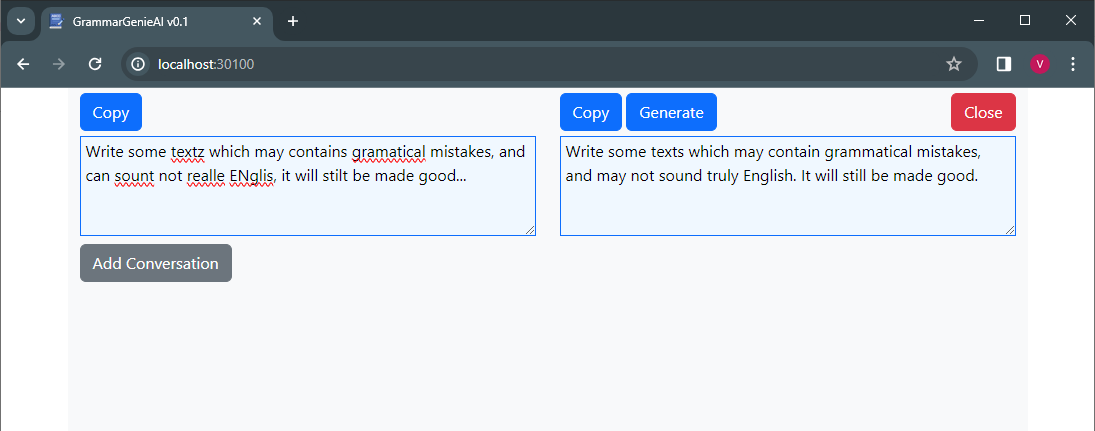 GrammarGenieAI v0.1
localhost:30100
V
Copy
Copy Generate Close
Write some textz which may contains gramatical mistakes, and
can sount not realle ENglis, it will stilt be made good...
Write some texts which may contain grammatical mistakes,
and may not sound truly English. It will still be made good.
Add Conversation